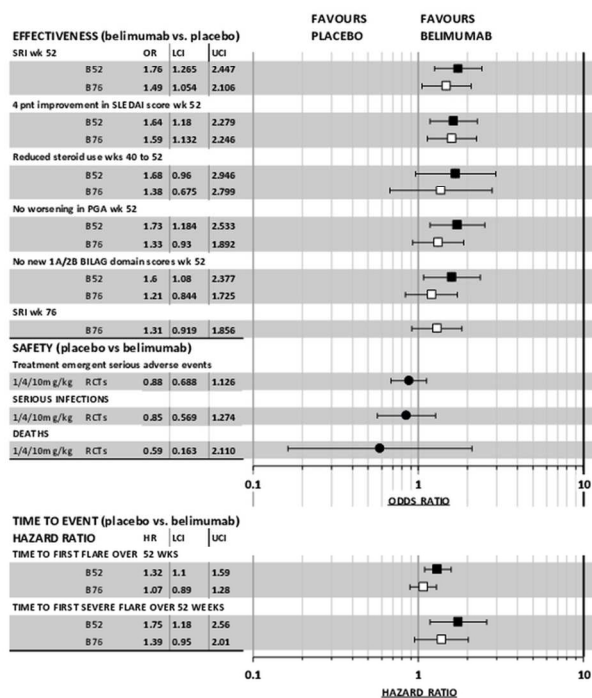 FAVOURS FAVOURS
EFFECTIVENESS (belimumab vs. placebo) PLACEBO BELIMUMAB
SRI wk 52 OR LCI UCI
B52 1.76 1.265 2.447
B76 1.49 1.054 2.106
4 pnt improvement in SLEDAI score wk 52
B52 1.64 1.18 2.279
B76 1.59 1.132 2.246
Reduced steroid use wks 40 to 52
B52 1.68 0.96 2.946
B76 1.38 0.675 2.799
No worsening in PGA wk 52
B52 1.73 1.184 2.533
B76 1.33 0.93 1.892
No new 1A/2B BILAG domain scores wk 52
B52 1.6 1.08 2.377
B76 1.21 0.844 1.725
SRI wk 76
B76 1.31 0.919 1.856
SAFETY (placebo vs belimumab)
Treatment emergent serious adverse events
1/4/10mg/kg RCTs 0.88 0.688 1.126
SERIOUS INFECTIONS
1/4/10mg/kg RCTs 0.85 0.569 1.274
DEATHS
1/4/10mg/kg RCTs 0.59 0.163 2.110
0.1 1 10
ODDS RATIO
TIME TO EVENT (placebo vs. belimumab)
HAZARD RATIO HR LCI UCI
TIME TO FIRST FLARE OVER 52 WKS
B52 1.32 1.1 1.59
B76 1.07 0.89 1.28
TIME TO FIRST SEVERE FLARE OVER 52 WEEKS
B52 1.75 1.18 2.56
B76 1.39 0.95 2.01
0.1 1 10
HAZARD RATIO